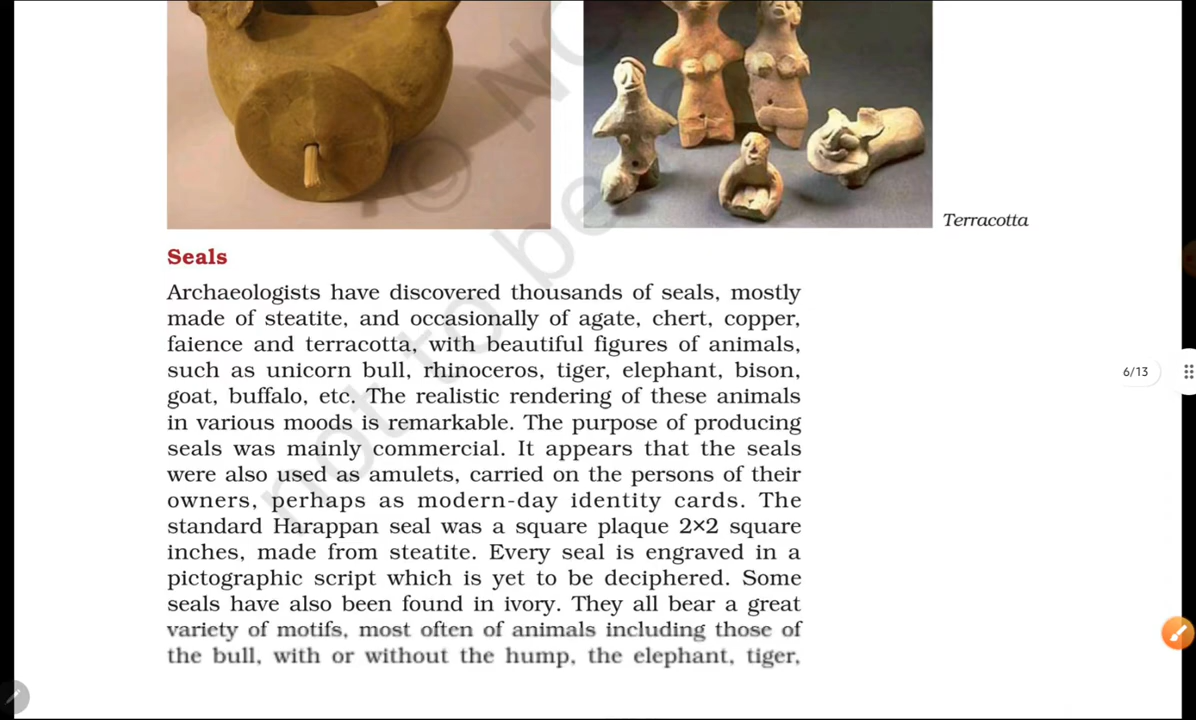 Terracotta
Seals
Archaeologists have discovered thousands of seals, mostly
made of steatite, and occasionally of agate, chert, copper,
faience and terracotta, with beautiful figures of animals,
such as unicorn bull, rhinoceros, tiger, elephant, bison,
goat, buffalo, etc. The realistic rendering of these animals
in various moods is remarkable. The purpose of producing
seals was mainly commercial. It appears that the seals
were also used as amulets, carried on the persons of their
owners, perhaps as modern-day identity cards. The
standard Harappan seal was a square plaque 2×2 square
inches, made from steatite. Every seal is engraved in a
pictographic script which is yet to be deciphered. Some
seals have also been found in ivory. They all bear a great
variety of motifs, most often of animals including those of
the bull, with or without the hump, the elephant, tiger,
6/13
© NC
not to be